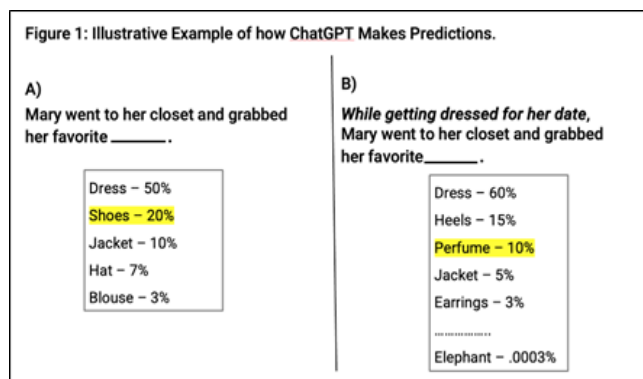 Figure 1: Illustrative Example of how ChatGPT Makes Predictions.
A)
Mary went to her closet and grabbed
her favorite ______.
Dress – 50%
Shoes – 20%
Jacket – 10%
Hat – 7%
Blouse – 3%
B)
While getting dressed for her date,
Mary went to her closet and grabbed
her favorite______.
Dress – 60%
Heels – 15%
Perfume – 10%
Jacket – 5%
Earrings – 3%
................
Elephant – .0003%